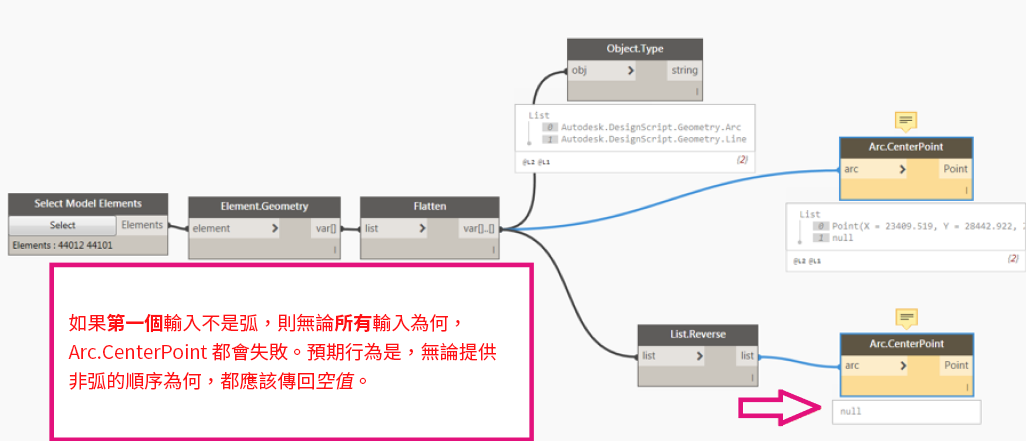 Object.Type
obj > string
l
List
0 Autodesk.DesignScript.Geometry.Arc
1 Autodesk.DesignScript.Geometry.Line
@L2 @L1 {2}
Arc.CenterPoint
arc > Point
l
List
0 Point(X = 23409.519, Y = 28442.922,
1 null
@L2 @L1 {2}
Select Model Elements
Select Elements
Elements : 44012 44101
Element.Geometry
element > var[]
l
Flatten
list > var[]..[]
l
如果第一個輸入不是弧，則無論所有輸入為何，
Arc.CenterPoint 都會失敗。預期行為是，無論提供
非弧的順序為何，都應該傳回空值。
List.Reverse
list > list
l
Arc.CenterPoint
arc > Point
l
null